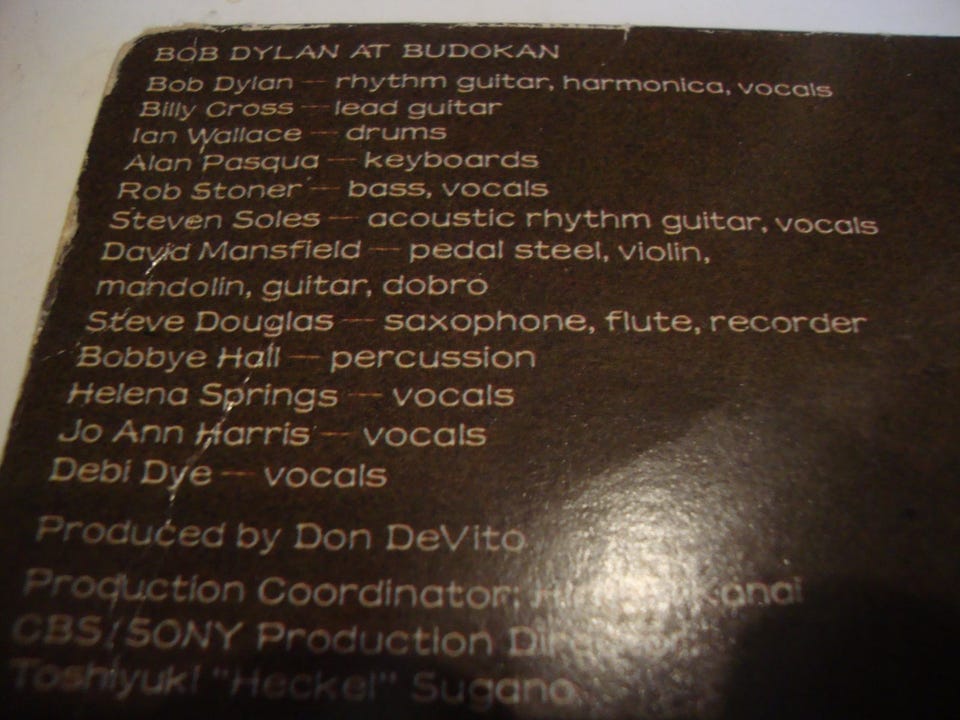 BOB DYLAN AT BUDOKAN
Bob Dylan — rhythm guitar, harmonica, vocals
Billy Cross — lead guitar
Ian Wallace — drums
Alan Pasqua — keyboards
Rob Stoner — bass, vocals
Steven Soles — acoustic rhythm guitar, vocals
David Mansfield — pedal steel, violin,
mandolin, guitar, dobro
Steve Douglas — saxophone, flute, recorder
Bobbye Hall — percussion
Helena Springs — vocals
Jo Ann Harris — vocals
Debi Dye — vocals
Produced by Don DeVito
Production Coordinator: Kanai
CBS/SONY Production Director:
Toshiyuki "Heckel" Sugano